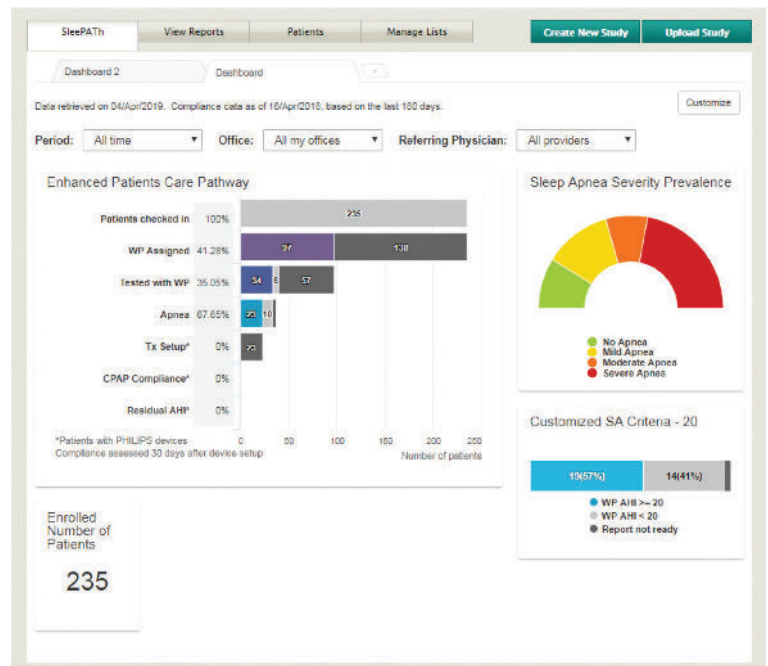 SleePATh View Reports Patients Manage Lists Create New Study Upload Study
Dashboard 2 Dashboard +
Data retrieved on 04/Apr/2019. Compliance data as of 16/Apr/2018, based on the last 180 days. Customize
Period: All time Office: All my offices Referring Physician: All providers
Enhanced Patients Care Pathway
Patients checked in 100% 235
WP Assigned 41.28% 97 138
Tested with WP 35.05% 34 6 57
Apnea 67.65% 23 10
Tx Setup* 0% 23
CPAP Compliance* 0%
Residual AHI* 0%
0 50 100 150 200 250
Number of patients
*Patients with PHILIPS devices
Compliance assessed 30 days after device setup
Sleep Apnea Severity Prevalence
No Apnea
Mild Apnea
Moderate Apnea
Severe Apnea
Customized SA Criteria - 20
19(57%) 14(41%)
WP AHI >= 20
WP AHI < 20
Report not ready
Enrolled
Number of
Patients
235